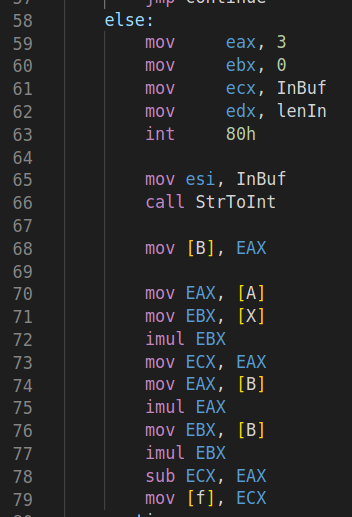 57 jmp continue
58 else:
59 mov eax, 3
60 mov ebx, 0
61 mov ecx, InBuf
62 mov edx, lenIn
63 int 80h
64
65 mov esi, InBuf
66 call StrToInt
67
68 mov [B], EAX
69
70 mov EAX, [A]
71 mov EBX, [X]
72 imul EBX
73 mov ECX, EAX
74 mov EAX, [B]
75 imul EAX
76 mov EBX, [B]
77 imul EBX
78 sub ECX, EAX
79 mov [f], ECX